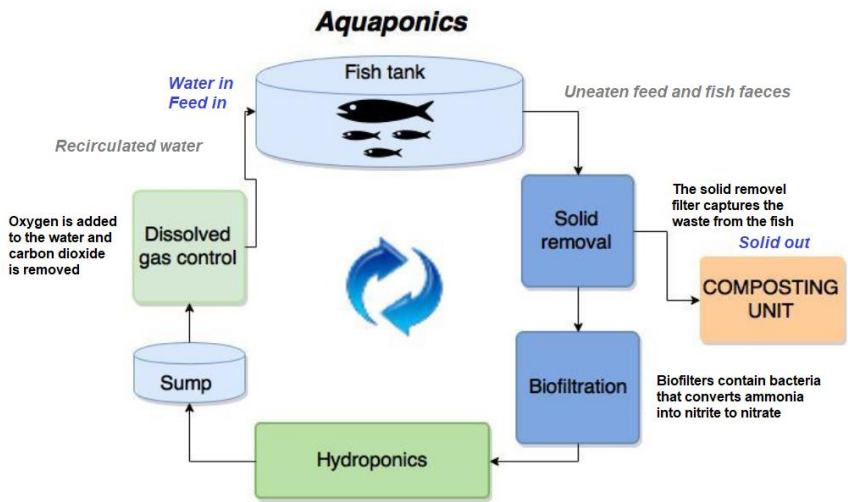 Aquaponics
Water in
Feed in
Fish tank
Uneaten feed and fish faeces
Recirculated water
Oxygen is added
to the water and
carbon dioxide
is removed
Dissolved
gas control
Solid
removal
The solid removel
filter captures the
waste from the fish
Solid out
COMPOSTING
UNIT
Sump
Biofiltration
Biofilters contain bacteria
that converts ammonia
into nitrite to nitrate
Hydroponics